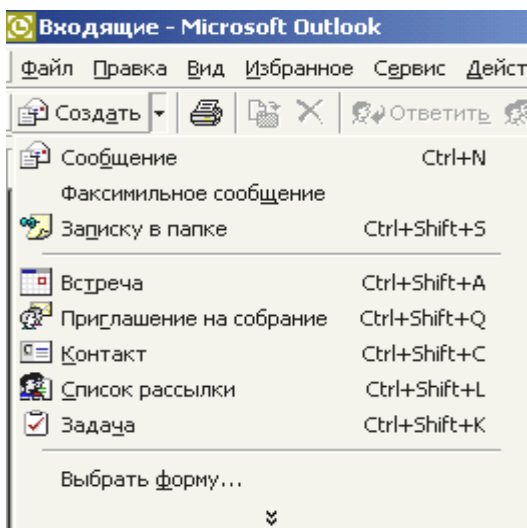 Входящие - Microsoft Outlook
Файл Правка Вид Избранное Сервис Дейст
Создать Ответить
Сообщение Ctrl+N
Факсимильное сообщение
Записку в папке Ctrl+Shift+S
Встреча Ctrl+Shift+A
Приглашение на собрание Ctrl+Shift+Q
Контакт Ctrl+Shift+C
Список рассылки Ctrl+Shift+L
Задача Ctrl+Shift+K
Выбрать форму...